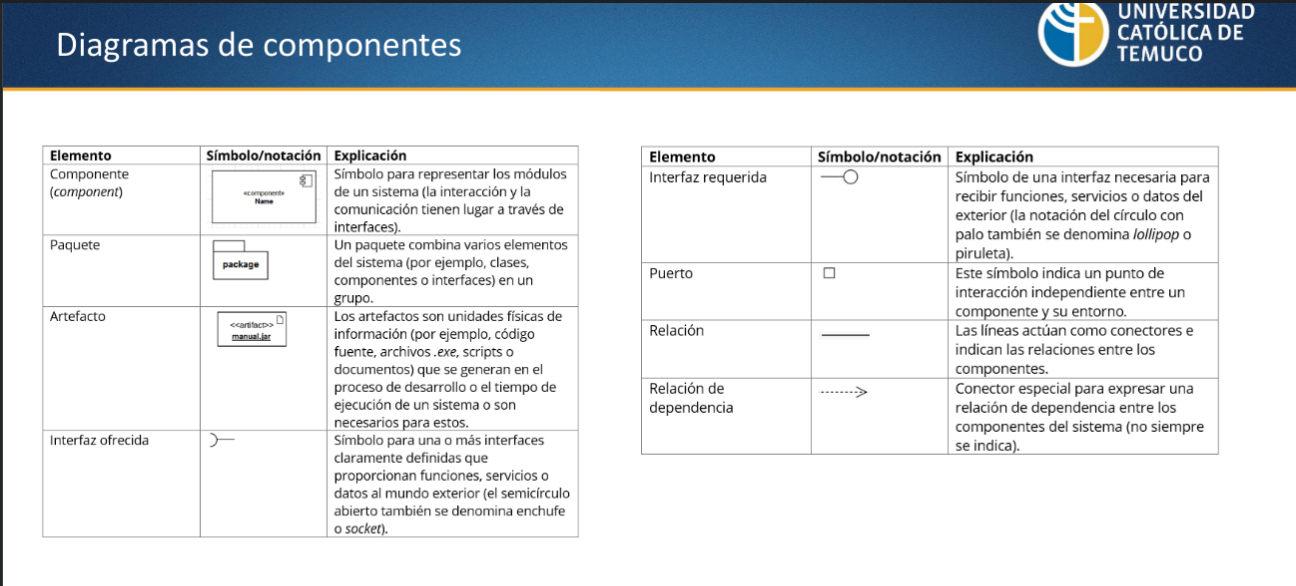 Diagramas de componentes
UNIVERSIDAD
CATÓLICA DE
TEMUCO
Elemento Símbolo/notación Explicación
Componente
(component)
«component»
Name
Símbolo para representar los módulos
de un sistema (la interacción y la
comunicación tienen lugar a través de
interfaces).
Paquete
package
Un paquete combina varios elementos
del sistema (por ejemplo, clases,
componentes o interfaces) en un
grupo.
Artefacto
<<artifact>>
manual.jar
Los artefactos son unidades físicas de
información (por ejemplo, código
fuente, archivos .exe, scripts o
documentos) que se generan en el
proceso de desarrollo o el tiempo de
ejecución de un sistema o son
necesarios para estos.
Interfaz ofrecida
Símbolo para una o más interfaces
claramente definidas que
proporcionan funciones, servicios o
datos al mundo exterior (el semicírculo
abierto también se denomina enchufe
o socket).
Elemento Símbolo/notación Explicación
Interfaz requerida
Símbolo de una interfaz necesaria para
recibir funciones, servicios o datos del
exterior (la notación del círculo con
palo también se denomina lollipop o
piruleta).
Puerto
Este símbolo indica un punto de
interacción independiente entre un
componente y su entorno.
Relación
Las líneas actúan como conectores e
indican las relaciones entre los
componentes.
Relación de
dependencia
Conector especial para expresar una
relación de dependencia entre los
componentes del sistema (no siempre
se indica).